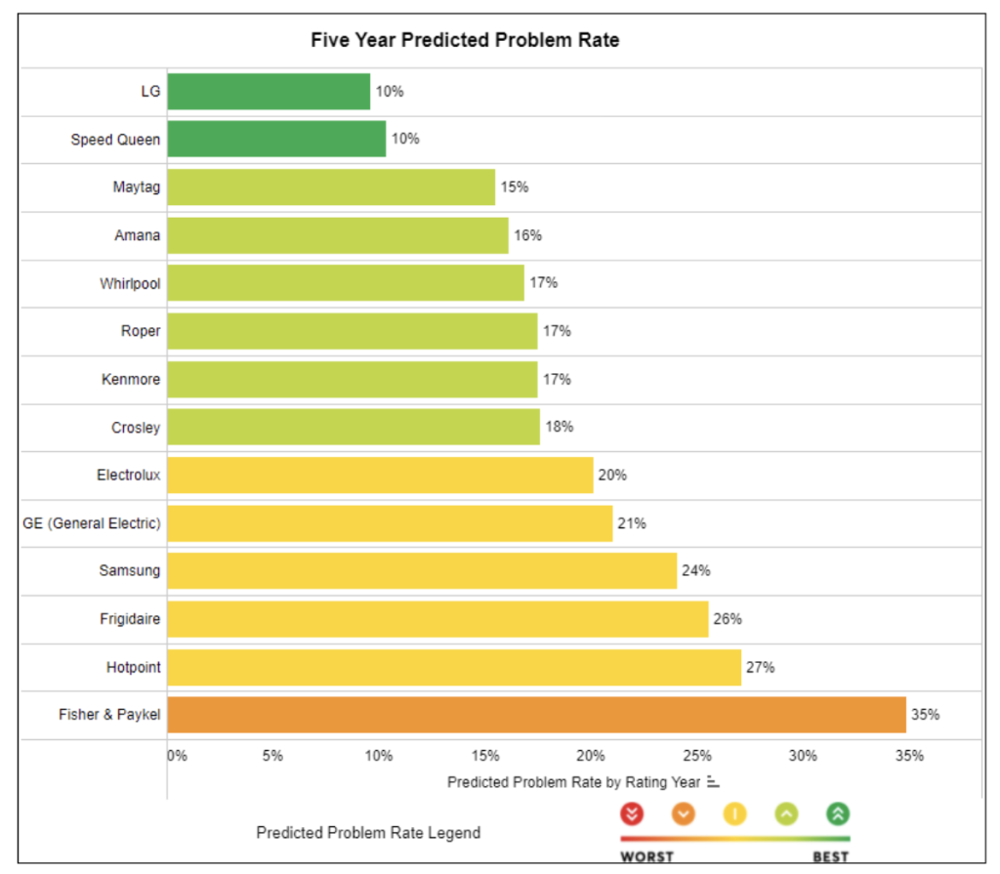 Five Year Predicted Problem Rate
LG 10%
Speed Queen 10%
Maytag 15%
Amana 16%
Whirlpool 17%
Roper 17%
Kenmore 17%
Crosley 18%
Electrolux 20%
GE (General Electric) 21%
Samsung 24%
Frigidaire 26%
Hotpoint 27%
Fisher & Paykel 35%
0% 5% 10% 15% 20% 25% 30% 35%
Predicted Problem Rate by Rating Year
Predicted Problem Rate Legend
WORST BEST